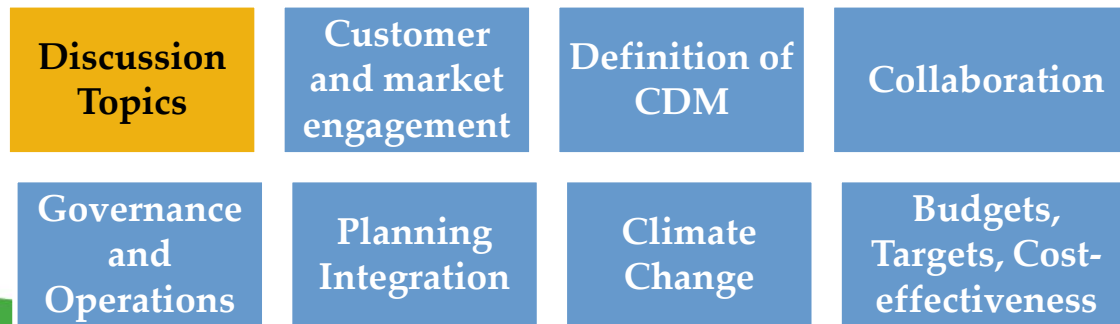 Discussion
Topics
Customer
and market
engagement
Definition of
CDM
Collaboration
Governance
and
Operations
Planning
Integration
Climate
Change
Budgets,
Targets, Cost-
effectiveness